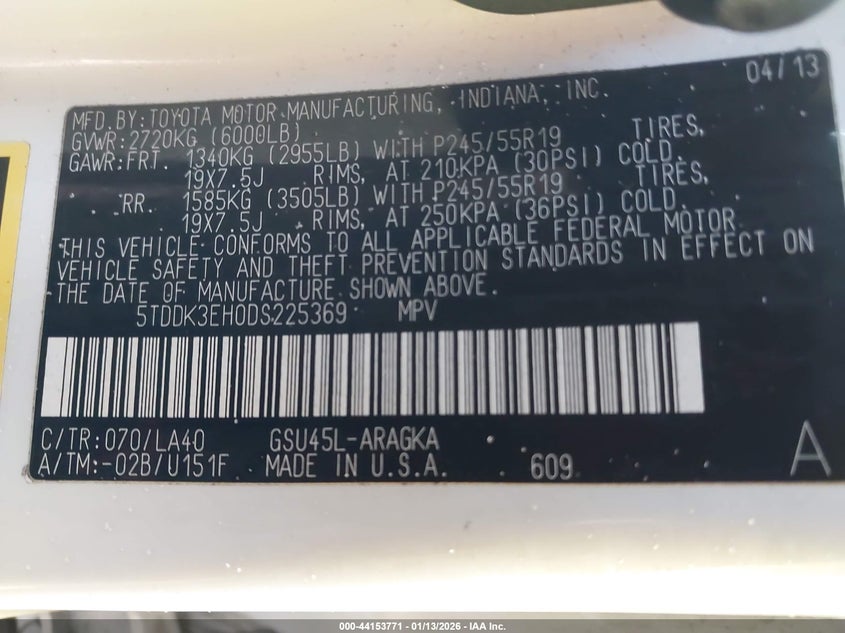 04/13
MFD. BY: TOYOTA MOTOR MANUFACTURING, INDIANA, INC.
GVWR: 2720KG (6000LB)
GAWR: FRT. 1340KG (2955LB) WITH P245/55R19 TIRES,
19X7.5J RIMS, AT 210KPA (30PSI) COLD.
RR. 1585KG (3505LB) WITH P245/55R19 TIRES,
19X7.5J RIMS, AT 250KPA (36PSI) COLD.
THIS VEHICLE CONFORMS TO ALL APPLICABLE FEDERAL MOTOR
VEHICLE SAFETY AND THEFT PREVENTION STANDARDS IN EFFECT ON
THE DATE OF MANUFACTURE SHOWN ABOVE.
5TDDK3EH0DS225369 MPV
C/TR: 070/LA40 GSU45L-ARAGKA
A/TM: -02B/U151F MADE IN U.S.A. 609 A
000-44153771 - 01/13/2026 - IAA Inc.